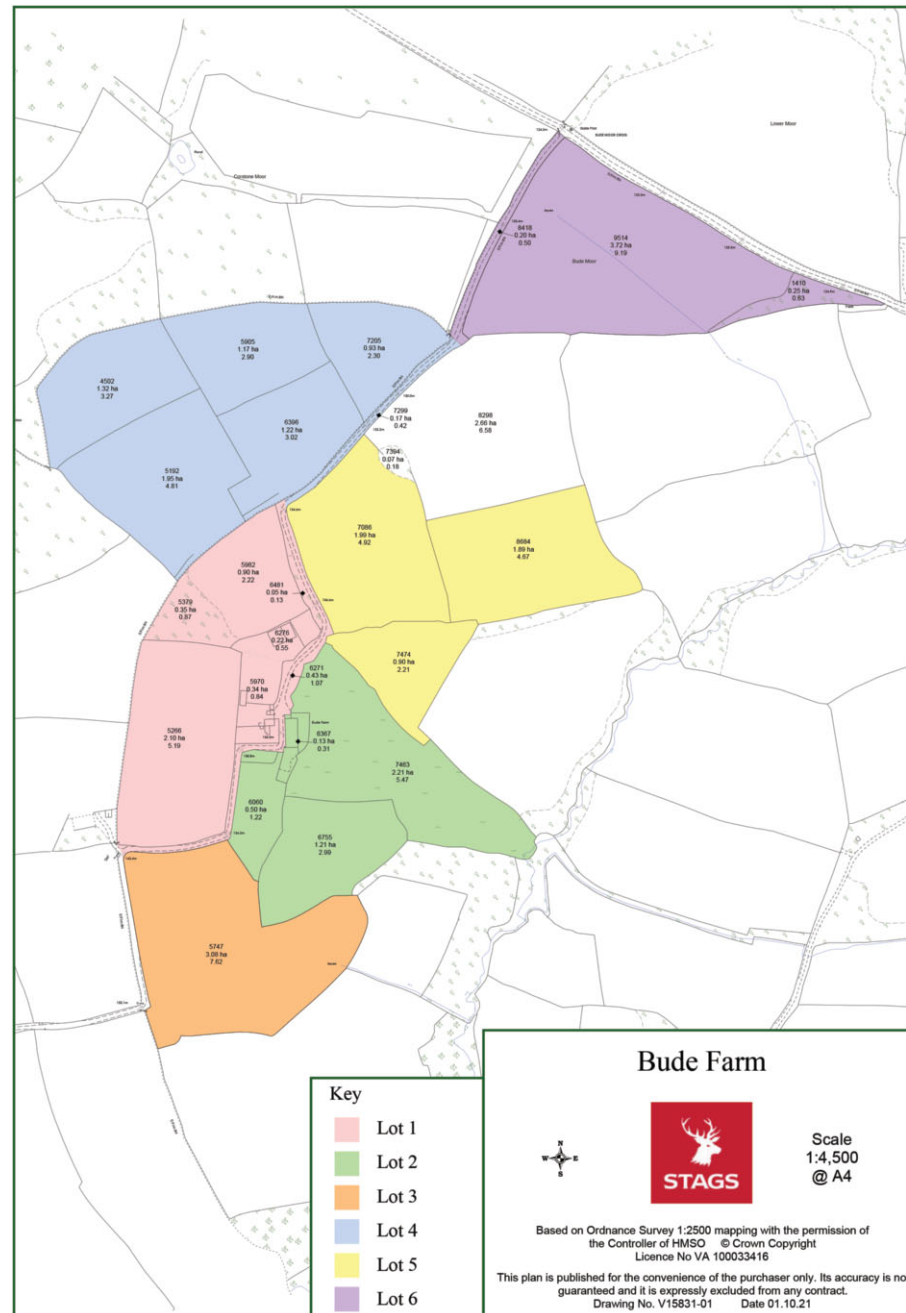 Lower Moor
Pond
Corstone Moor
8418
0.20 ha
0.50
9514
3.72 ha
9.19
Bude Moor
1410
0.25 ha
0.63
5905
1.17 ha
2.90
7205
0.93 ha
2.30
4502
1.32 ha
3.27
7299
0.17 ha
0.42
6396
1.22 ha
3.02
8298
2.66 ha
6.58
7394
0.07 ha
0.18
5192
1.95 ha
4.81
7086
1.99 ha
4.92
8684
1.89 ha
4.67
5982
0.90 ha
2.22
6481
0.05 ha
0.13
5379
0.35 ha
0.87
6276
0.22 ha
0.55
7474
0.90 ha
2.21
6271
0.43 ha
1.07
5970
0.34 ha
0.84
5266
2.10 ha
5.19
Bude Farm
6367
0.13 ha
0.31
7463
2.21 ha
5.47
6060
0.50 ha
1.22
6755
1.21 ha
2.99
5747
3.08 ha
7.62
Key
Lot 1
Lot 2
Lot 3
Lot 4
Lot 5
Lot 6
Bude Farm
N
W E
S
STAGS
Scale
1:4,500
@ A4
Based on Ordnance Survey 1:2500 mapping with the permission of
the Controller of HMSO © Crown Copyright
Licence No VA 100033416
This plan is published for the convenience of the purchaser only. Its accuracy is no
guaranteed and it is expressly excluded from any contract.
Drawing No. V15831-01 Date 01.10.21